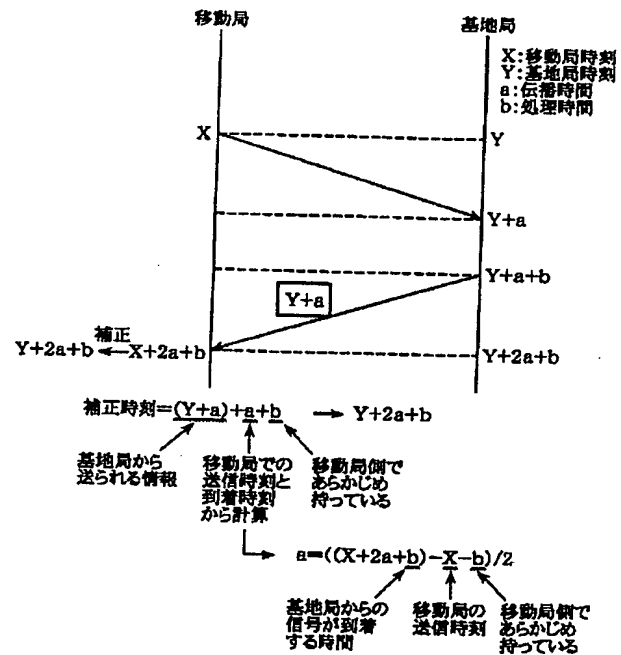 移動局
基地局
X:移動局時刻
Y:基地局時刻
a:伝播時間
b:処理時間
X
Y
Y+a
Y+a+b
Y+a
補正
Y+2a+b←X+2a+b
Y+2a+b
補正時刻=(Y+a)+a+b → Y+2a+b
基地局から
送られる情報
移動局での
送信時刻と
到着時刻
から計算
移動局側で
あらかじめ
持っている
a=((X+2a+b)-X-b)/2
基地局からの
信号が到着
する時間
移動局の
送信時刻
移動局側で
あらかじめ
持っている